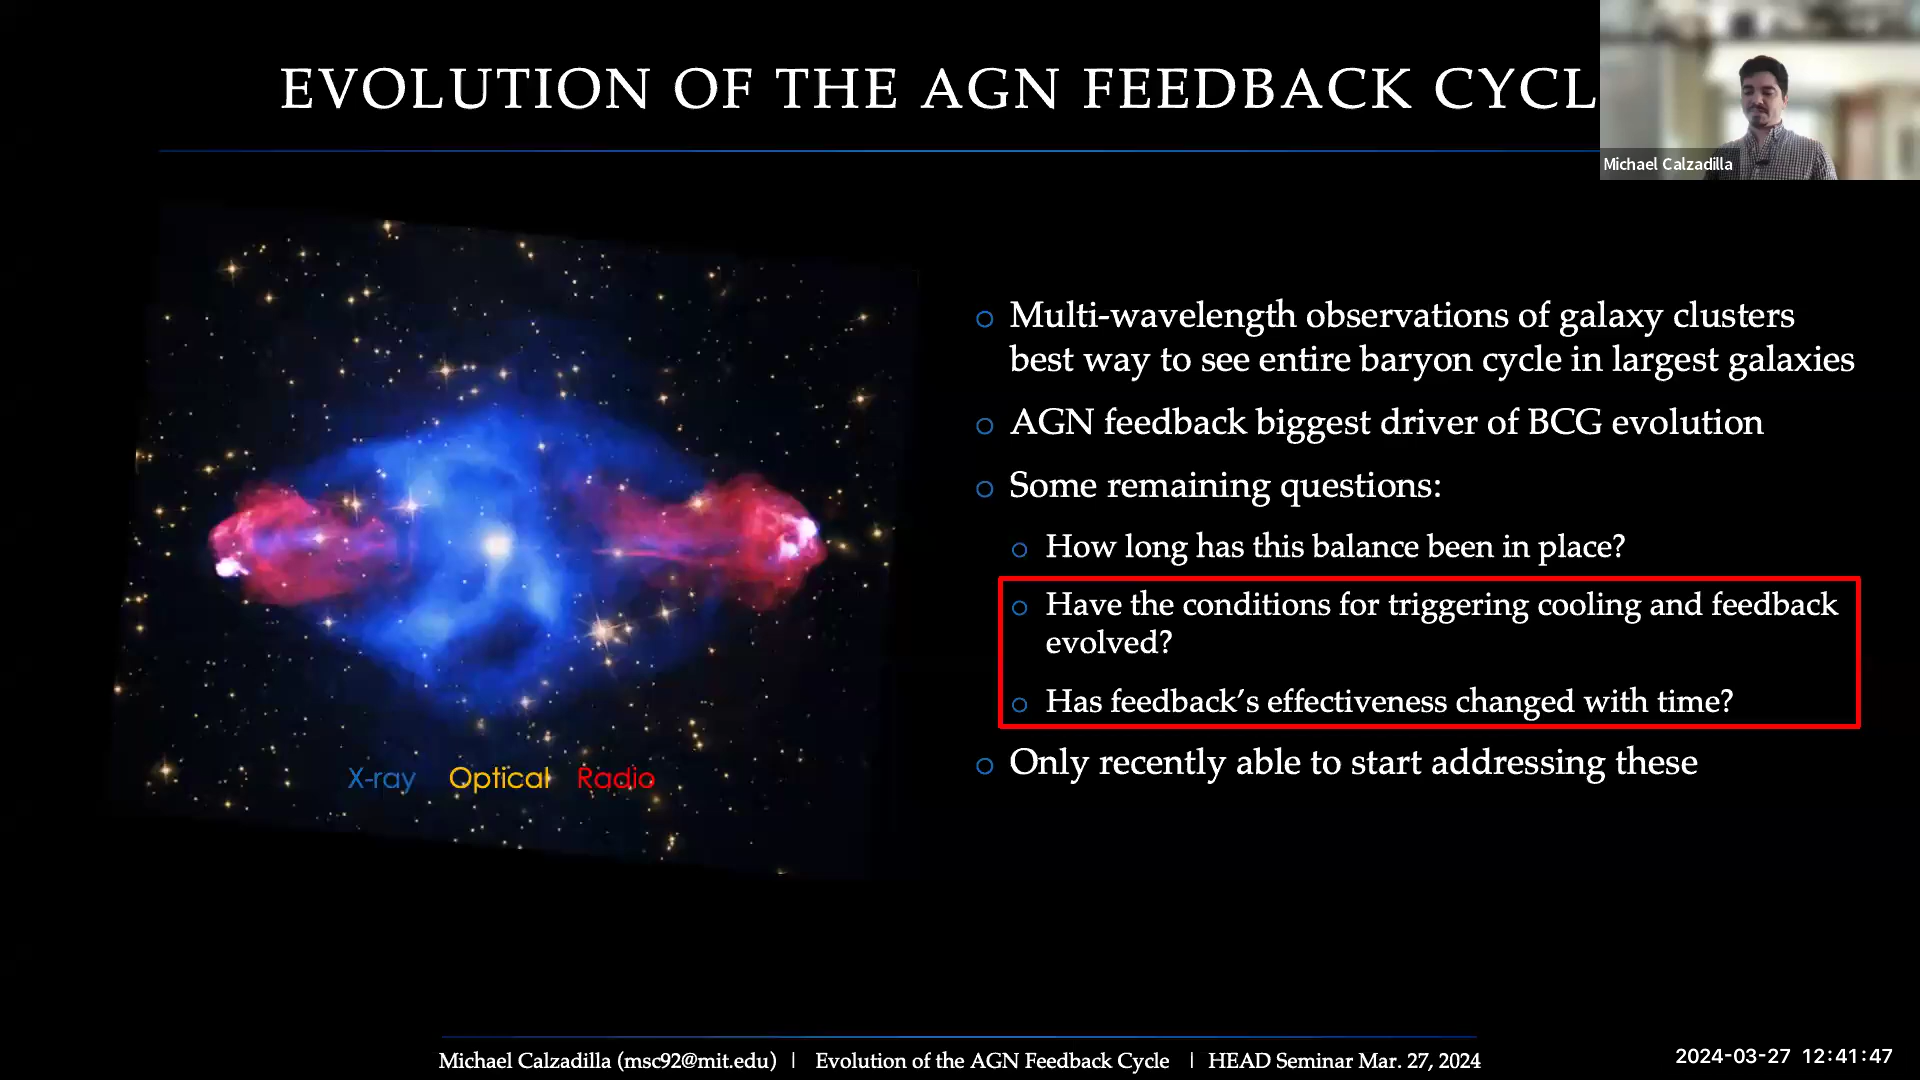 EVOLUTION OF THE AGN FEEDBACK CYCL
Michael Calzadilla
Multi-wavelength observations of galaxy clusters
best way to see entire baryon cycle in largest galaxies
AGN feedback biggest driver of BCG evolution
Some remaining questions:
How long has this balance been in place?
Have the conditions for triggering cooling and feedback
evolved?
Has feedback's effectiveness changed with time?
Only recently able to start addressing these
X-ray Optical Radio
Michael Calzadilla (msc92@mit.edu) | Evolution of the AGN Feedback Cycle | HEAD Seminar Mar. 27, 2024
2024-03-27 12:41:47